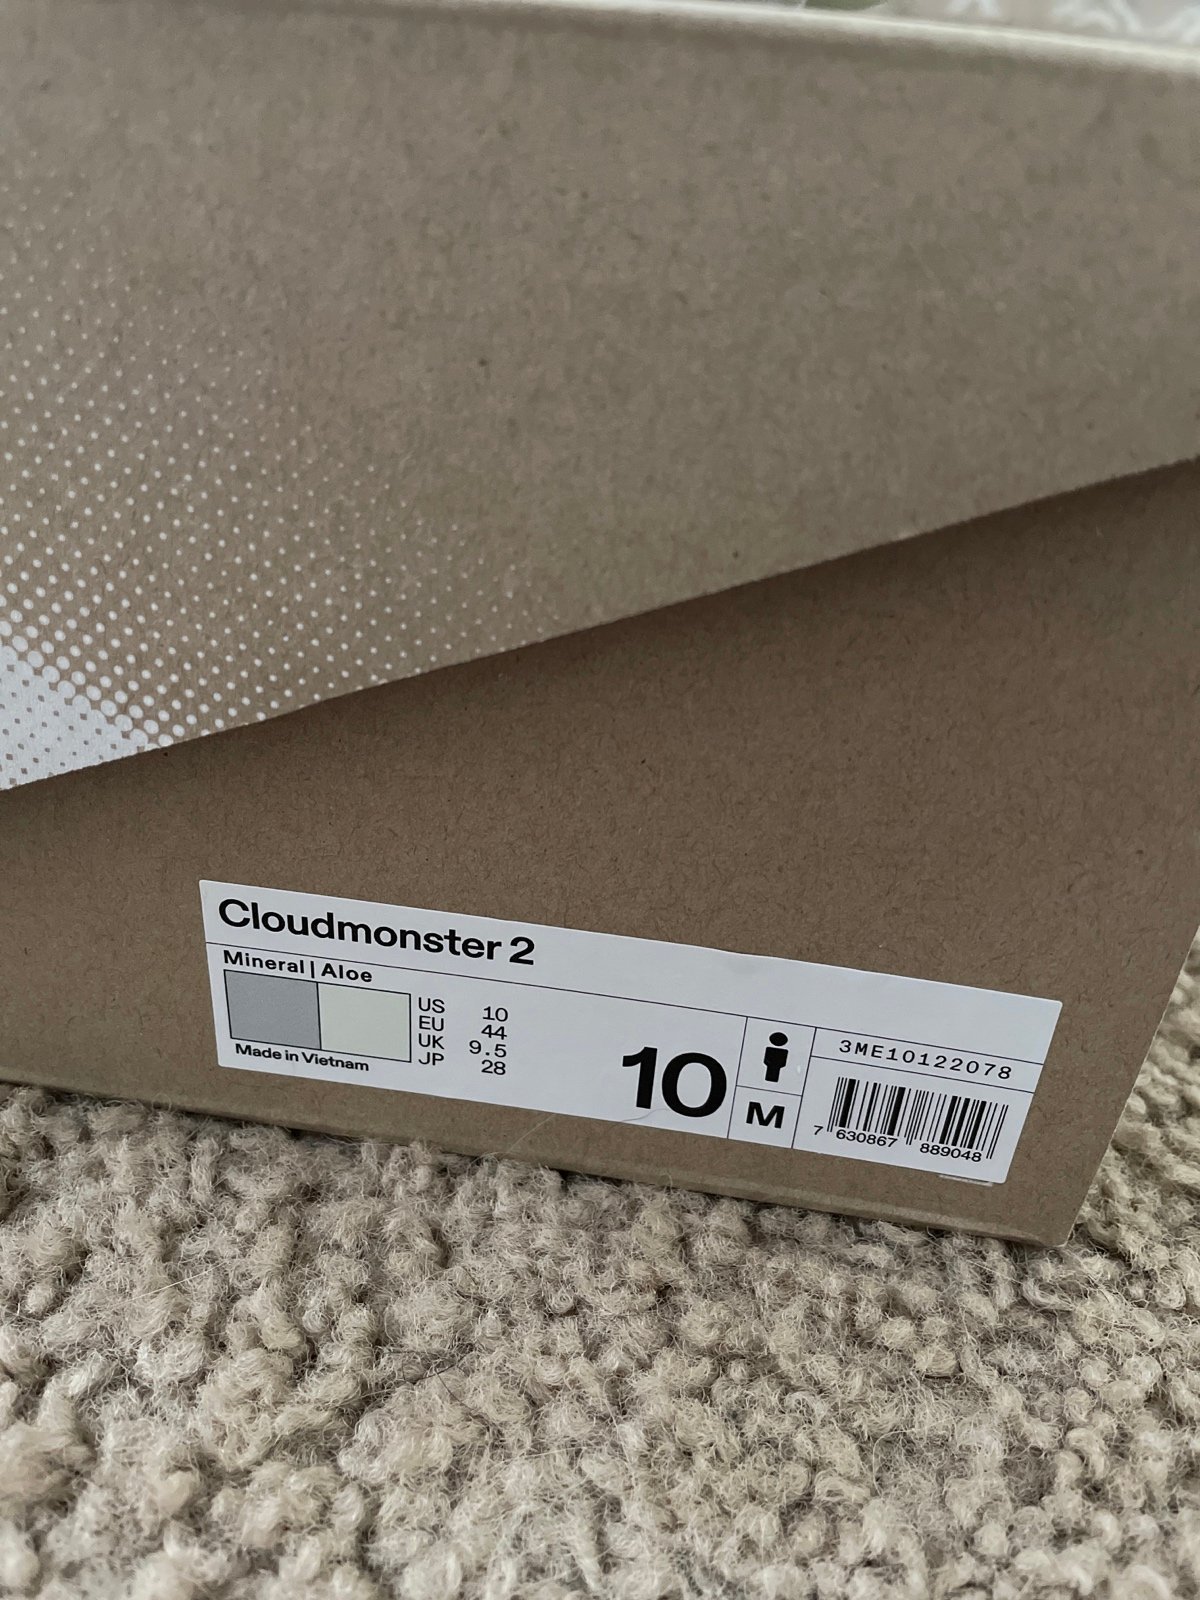 Cloudmonster 2
Mineral | Aloe
US 10
EU 44
UK 9.5
JP 28
Made in Vietnam
10
M
3ME10122078
7 630867 889048